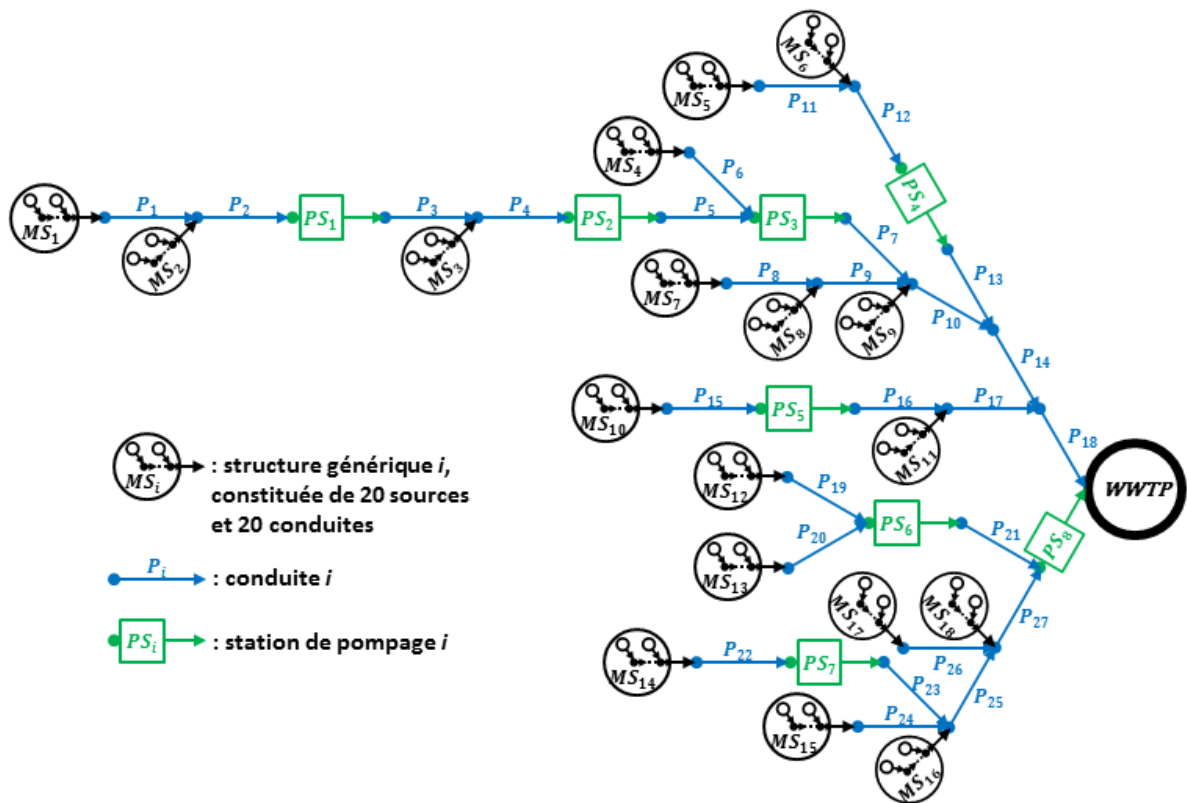 MS₆
MS₅
P₁₁
P₁₂
MS₄
P₆
PS₄
MS₁
P₁
P₂
PS₁
P₃
P₄
PS₂
P₅
PS₃
P₇
MS₂
MS₃
MS₇
P₈
P₉
P₁₃
MS₈
MS₉
P₁₀
P₁₄
MS₁₀
P₁₅
PS₅
P₁₆
P₁₇
MS₁₁
P₁₈
MSᵢ
: structure générique i,
constituée de 20 sources
et 20 conduites
MS₁₂
P₁₉
WWTP
PS₆
P₂₀
P₂₁
PS₈
MS₁₃
Pᵢ
: conduite i
MS₁₇
MS₁₈
P₂₇
PSᵢ
: station de pompage i
MS₁₄
P₂₂
PS₇
P₂₆
P₂₃
P₂₅
MS₁₅
P₂₄
MS₁₆